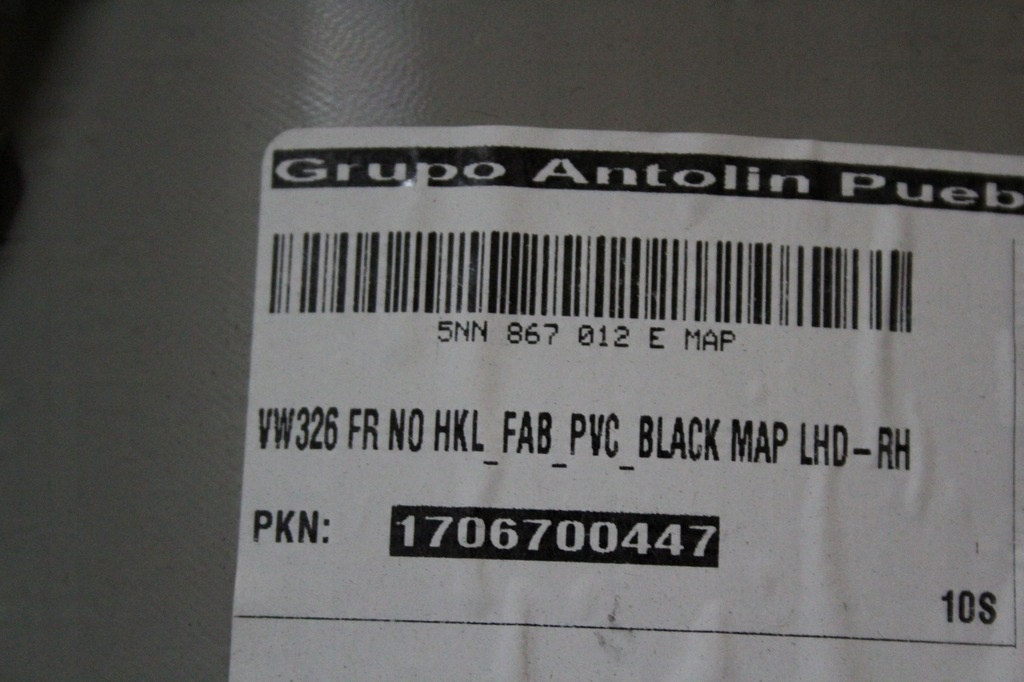 Grupo Antolin Pueb
5NN 867 012 E MAP
VW326 FR NO HKL_FAB_PVC_BLACK MAP LHD-RH
PKN: 1706700447
10S